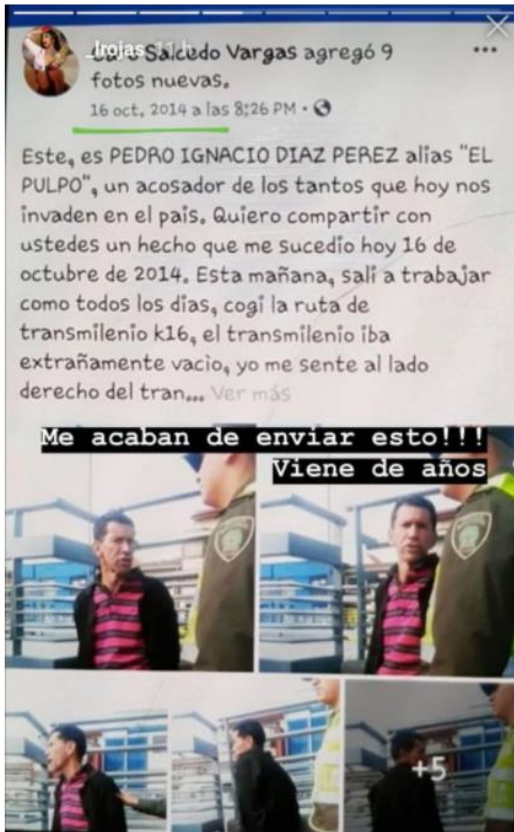 _lrojas 11 h
Salcedo Vargas agregó 9
fotos nuevas.
16 oct. 2014 a las 8:26 PM •
Este, es PEDRO IGNACIO DIAZ PEREZ alias "EL
PULPO", un acosador de los tantos que hoy nos
invaden en el pais. Quiero compartir con
ustedes un hecho que me sucedio hoy 16 de
octubre de 2014. Esta mañana, sali a trabajar
como todos los dias, cogi la ruta de
transmilenio k16, el transmilenio iba
extrañamente vacio, yo me sente al lado
derecho del tran... Ver más
Me acaban de enviar esto!!!
Viene de años
+5